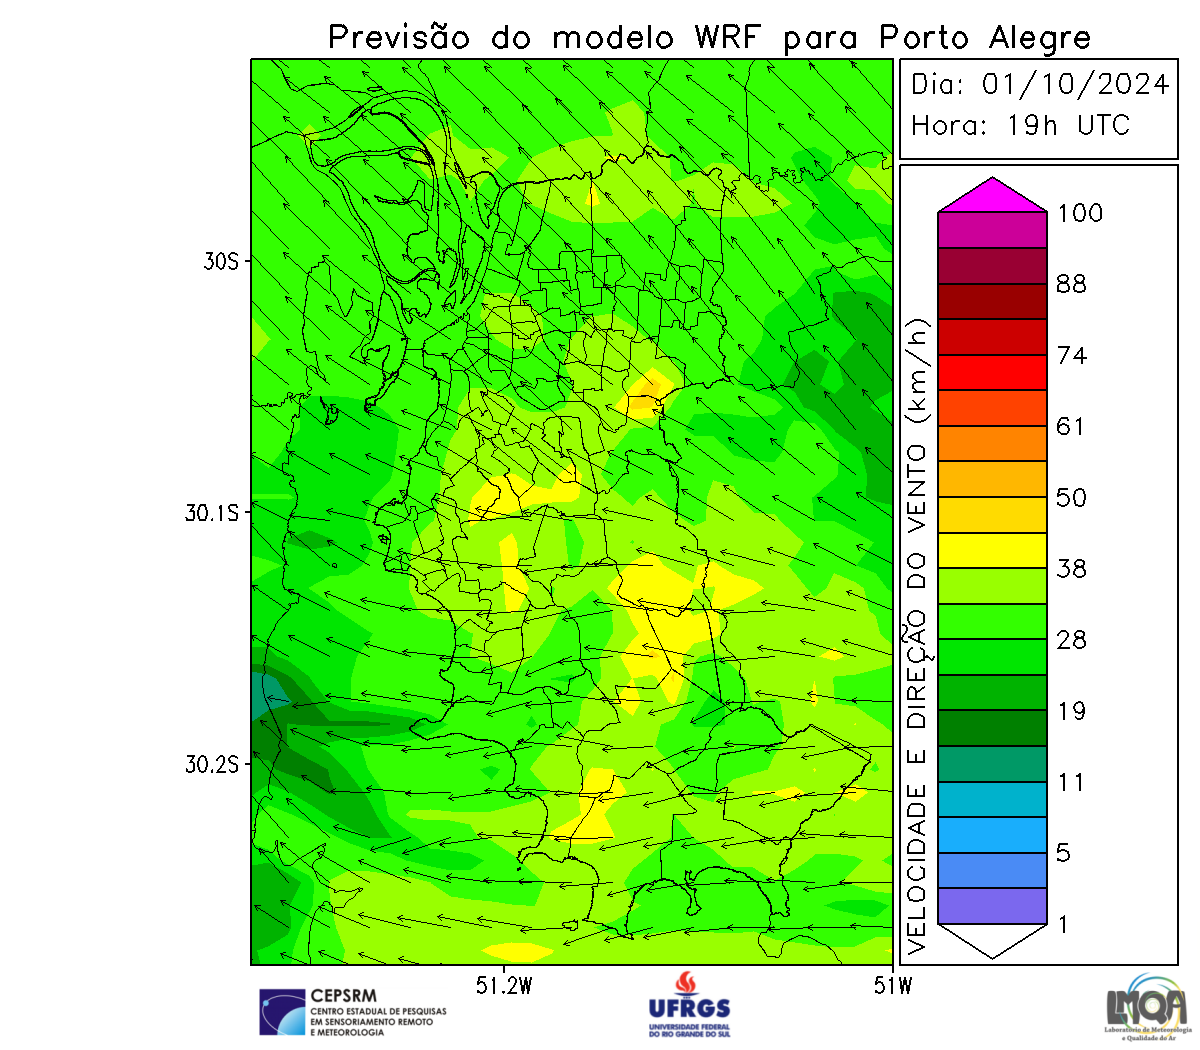 Previsão do modelo WRF para Porto Alegre
Dia: 01/10/2024
Hora: 19h UTC
30S
30.1S
30.2S
51.2W
51W
VELOCIDADE E DIREÇÃO DO VENTO (km/h)
100
88
74
61
50
38
28
19
11
5
1
CEPSRM
CENTRO ESTADUAL DE PESQUISAS
EM SENSORIAMENTO REMOTO
E METEOROLOGIA
UFRGS
UNIVERSIDADE FEDERAL
DO RIO GRANDE DO SUL
LMQA
Laboratório de Meteorologia
e Qualidade do Ar